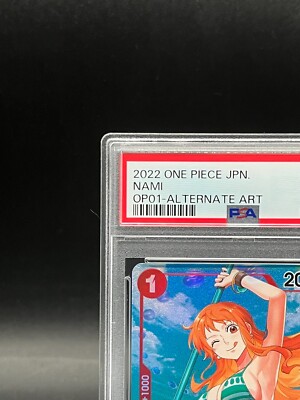 2022 ONE PIECE JPN.
NAMI
OP01-ALTERNATE ART
PSA
1
20
1000